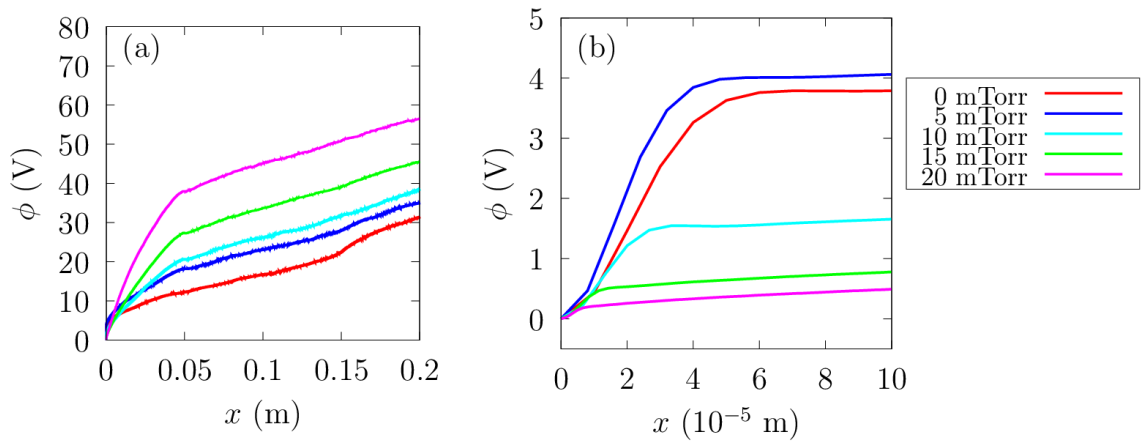 (a)
80
70
60
50
40
30
20
10
0
ϕ (V)
0 0.05 0.1 0.15 0.2
x (m)
(b)
5
4
3
2
1
0
ϕ (V)
0 2 4 6 8 10
x (10⁻⁵ m)
0 mTorr
5 mTorr
10 mTorr
15 mTorr
20 mTorr